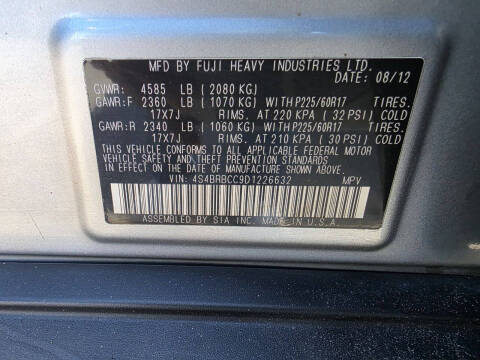 MFD BY FUJI HEAVY INDUSTRIES LTD.
DATE: 08/12
GVWR: 4585 LB (2080 KG)
GAWR:F 2360 LB (1070 KG) WITH P225/60R17 TIRES.
17X7J RIMS. AT 220 KPA (32 PSI) COLD
GAWR:R 2340 LB (1060 KG) WITH P225/60R17 TIRES.
17X7J RIMS. AT 210 KPA (30 PSI) COLD
THIS VEHICLE CONFORMS TO ALL APPLICABLE FEDERAL MOTOR
VEHICLE SAFETY AND THEFT PREVENTION STANDARDS
IN EFFECT ON THE DATE OF MANUFACTURE SHOWN ABOVE.
VIN: 4S4BRBCC9D1226632 MPV
ASSEMBLED BY SIA INC. MADE IN U.S.A.